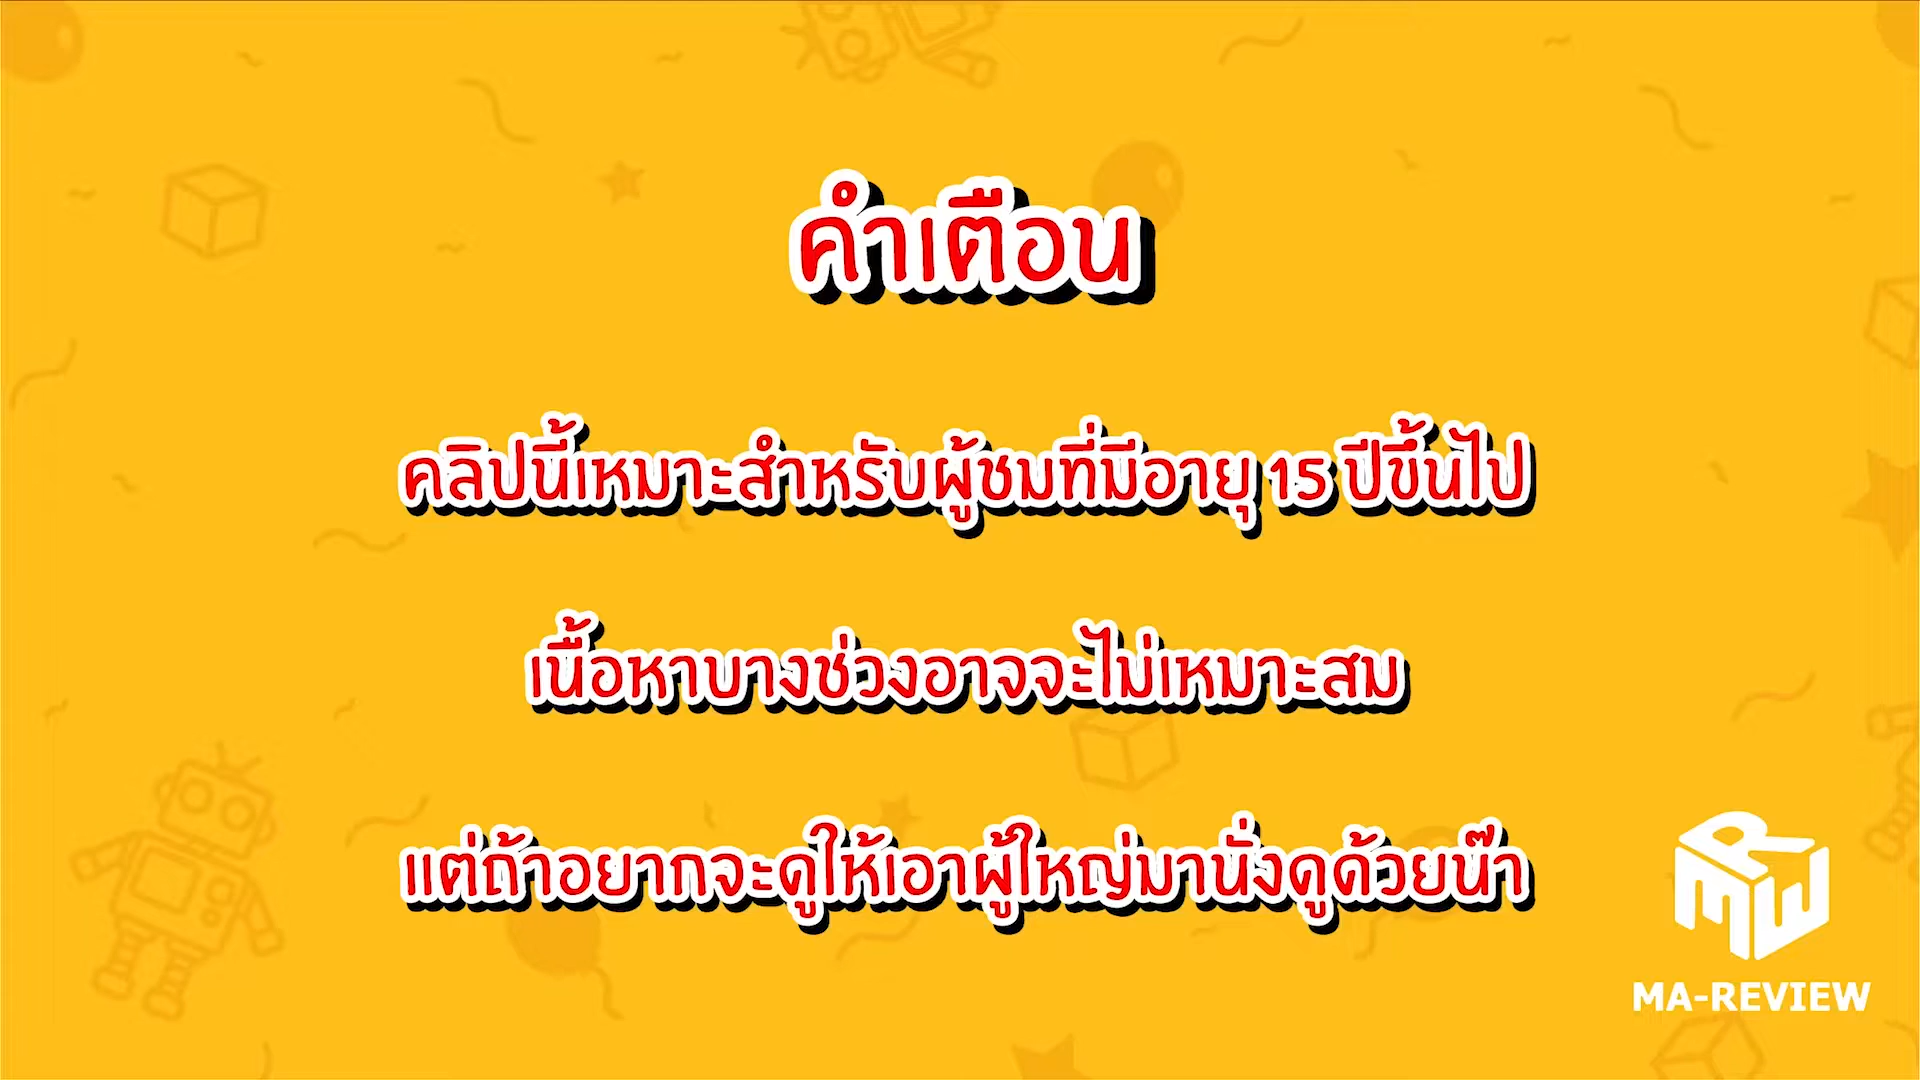 คำเตือน
คลิปนี้เหมาะสำหรับผู้ชมที่มีอายุ 15 ปีขึ้นไป
เนื้อหาบางช่วงอาจจะไม่เหมาะสม
แต่ถ้าอยากจะดูให้เอาผู้ใหญ่มานั่งดูด้วยน๊า
MRW
MA-REVIEW